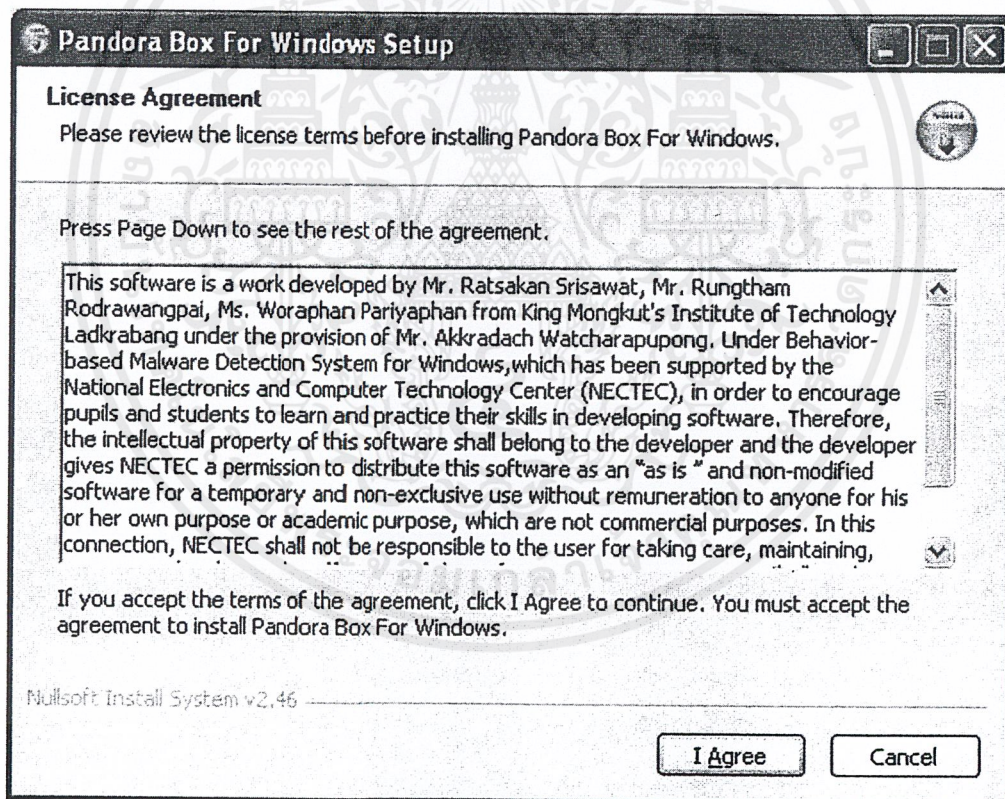 Pandora Box For Windows Setup
License Agreement
Please review the license terms before installing Pandora Box For Windows.
Press Page Down to see the rest of the agreement.
This software is a work developed by Mr. Ratsakan Srisawat, Mr. Rungtham
Rodrawangpai, Ms. Woraphan Pariyaphan from King Mongkut's Institute of Technology
Ladkrabang under the provision of Mr. Akkradach Watcharapupong. Under Behavior-
based Malware Detection System for Windows,which has been supported by the
National Electronics and Computer Technology Center (NECTEC), in order to encourage
pupils and students to learn and practice their skills in developing software. Therefore,
the intellectual property of this software shall belong to the developer and the developer
gives NECTEC a permission to distribute this software as an "as is " and non-modified
software for a temporary and non-exclusive use without remuneration to anyone for his
or her own purpose or academic purpose, which are not commercial purposes. In this
connection, NECTEC shall not be responsible to the user for taking care, maintaining,
If you accept the terms of the agreement, click I Agree to continue. You must accept the
agreement to install Pandora Box For Windows.
Nullsoft Install System v2.46
I Agree
Cancel